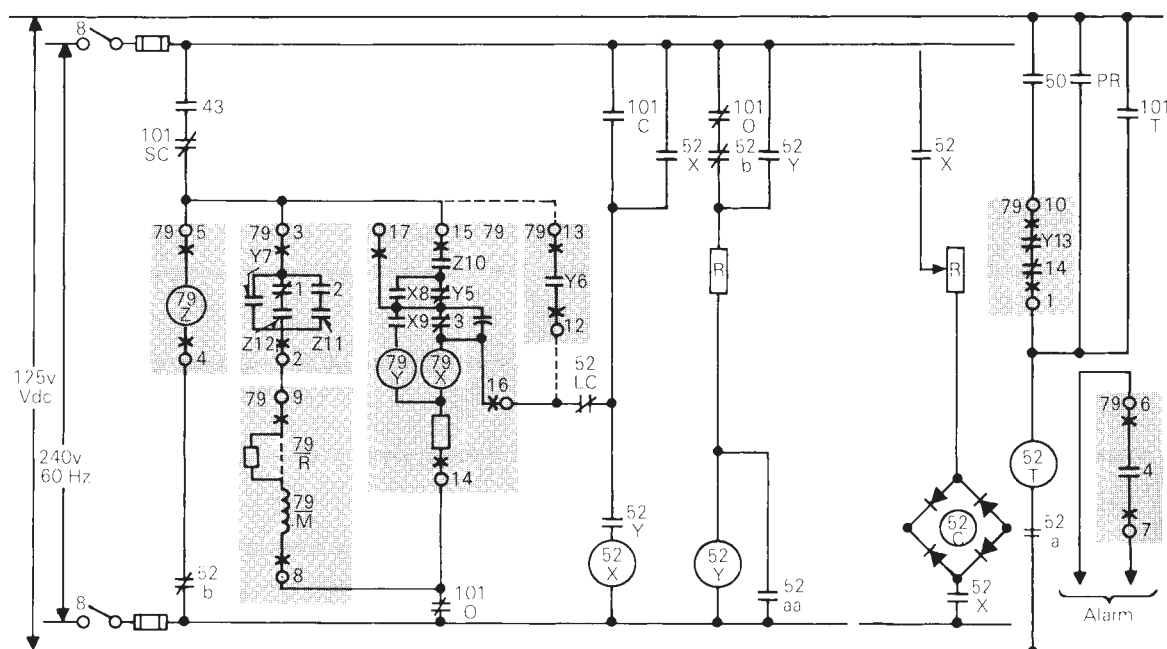 8
125v
Vdc
240v
60 Hz
8
43
101
SC
79 5
79
Z
4
52
b
79 3
Y7
1
2
Z12
Z11
2
79 9
79
R
79
M
8
17
15 79
Z10
X8 Y5
X9 3
79
Y
79
X
16
14
101
O
79 13
Y6
12
52
LC
101
C
52
X
52
Y
52
X
101
O
52
b
52
Y
R
52
Y
52
aa
52
X
R
52
C
52
X
50
PR
101
T
79 10
Y13
14
1
52
T
52
a
79 6
4
7
Alarm